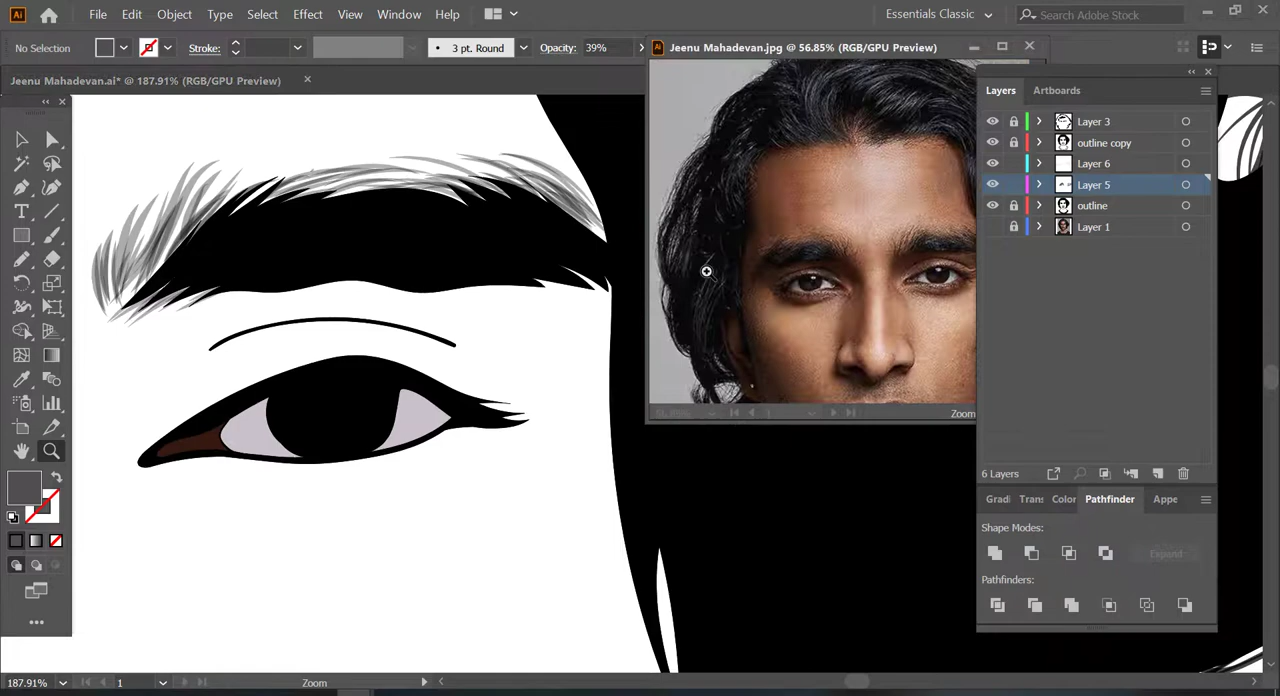 Ai File Edit Object Type Select Effect View Window Help Essentials Classic Search Adobe Stock
No Selection Stroke: 3 pt. Round Opacity: 39%
Jeenu Mahadevan.jpg @ 56.85% (RGB/GPU Preview)
Jeenu Mahadevan.ai* @ 187.91% (RGB/GPU Preview)
Layers Artboards
Layer 3
outline copy
Layer 6
Layer 5
outline
Layer 1
Zoom
6 Layers
Gradi Trans Color Pathfinder Appe
Shape Modes:
Expand
Pathfinders:
187.91% 1 Zoom